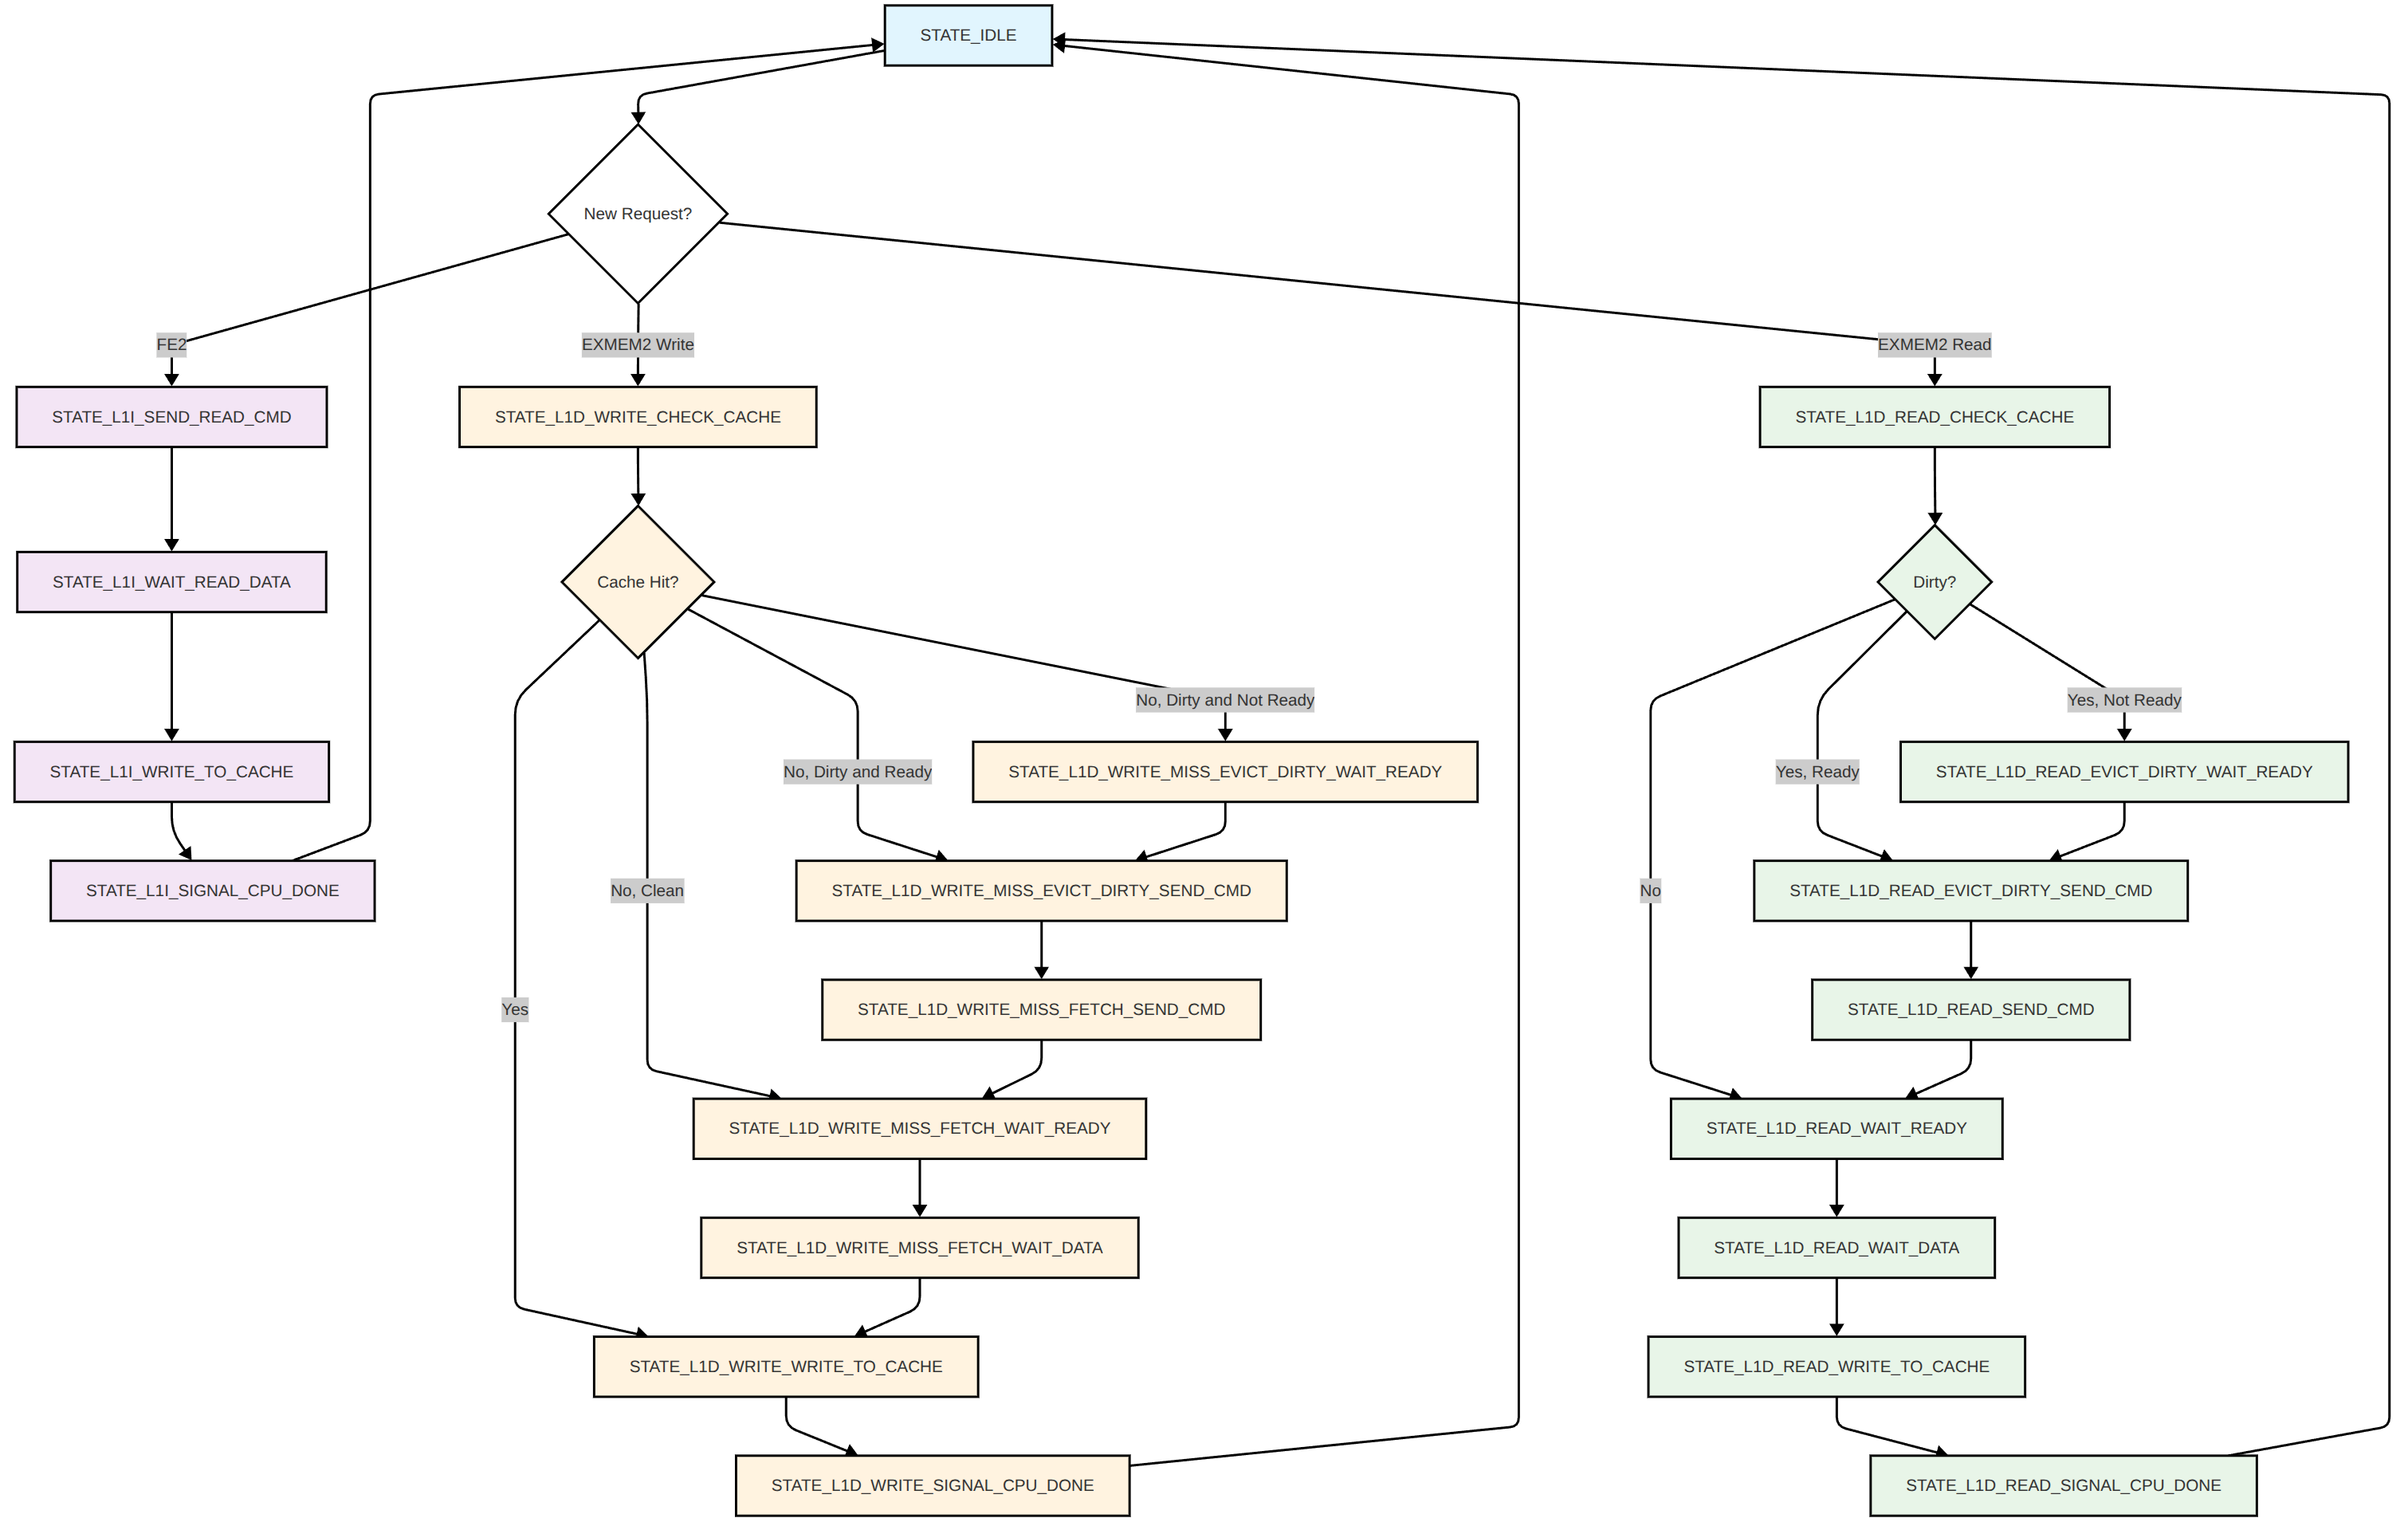 STATE_IDLE
New Request?
FE2
EXMEM2 Write
EXMEM2 Read
STATE_L1I_SEND_READ_CMD
STATE_L1D_WRITE_CHECK_CACHE
STATE_L1D_READ_CHECK_CACHE
STATE_L1I_WAIT_READ_DATA
Cache Hit?
Dirty?
No, Dirty and Not Ready
Yes, Not Ready
STATE_L1I_WRITE_TO_CACHE
No, Dirty and Ready
STATE_L1D_WRITE_MISS_EVICT_DIRTY_WAIT_READY
Yes, Ready
STATE_L1D_READ_EVICT_DIRTY_WAIT_READY
STATE_L1I_SIGNAL_CPU_DONE
No, Clean
STATE_L1D_WRITE_MISS_EVICT_DIRTY_SEND_CMD
No
STATE_L1D_READ_EVICT_DIRTY_SEND_CMD
Yes
STATE_L1D_WRITE_MISS_FETCH_SEND_CMD
STATE_L1D_READ_SEND_CMD
STATE_L1D_WRITE_MISS_FETCH_WAIT_READY
STATE_L1D_READ_WAIT_READY
STATE_L1D_WRITE_MISS_FETCH_WAIT_DATA
STATE_L1D_READ_WAIT_DATA
STATE_L1D_WRITE_WRITE_TO_CACHE
STATE_L1D_READ_WRITE_TO_CACHE
STATE_L1D_WRITE_SIGNAL_CPU_DONE
STATE_L1D_READ_SIGNAL_CPU_DONE